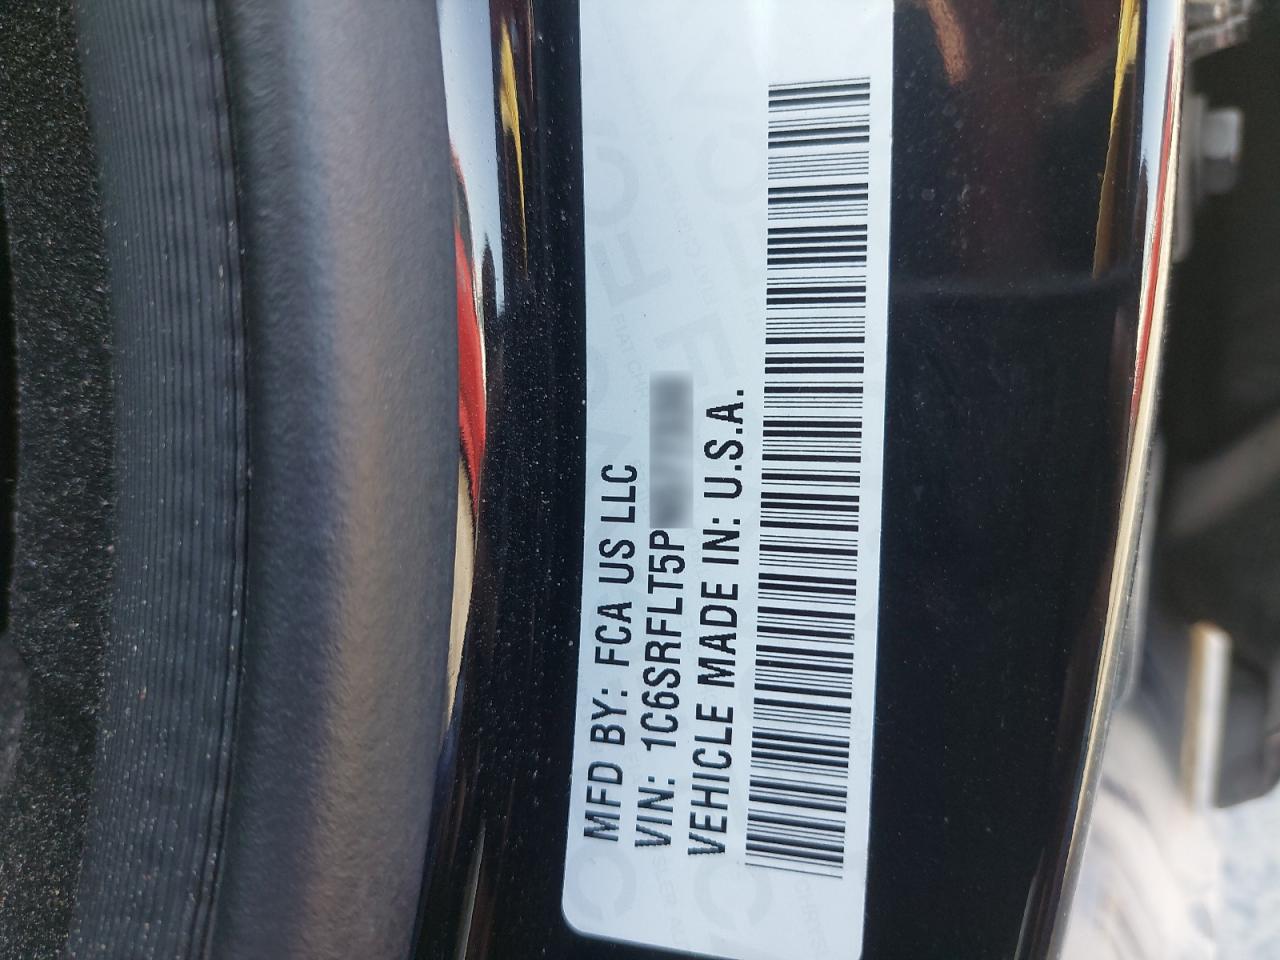 MFD BY: FCA US LLC
VIN: 1C6SRFLT5P
VEHICLE MADE IN: U.S.A.